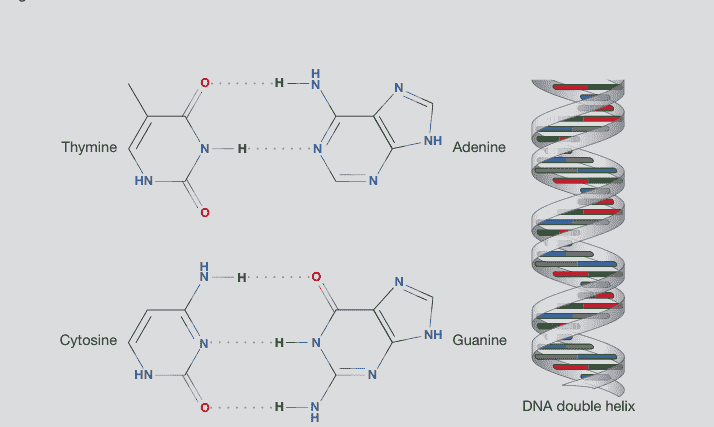 H
O H N N
Thymine N H N NH Adenine
HN N
O
H
N H O N
Cytosine N H N NH Guanine
HN N
O H N
H
DNA double helix